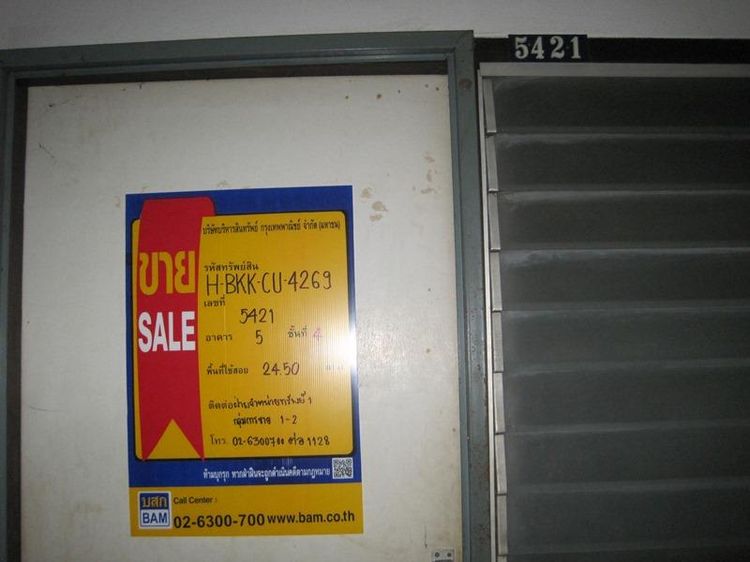 5421
บริษัทบริหารสินทรัพย์ กรุงเทพพาณิชย์ จำกัด (มหาชน)
ขาย
SALE
รหัสทรัพย์สิน
H-BKK-CU-4269
เลขที่
5421
อาคาร 5 ชั้นที่ 4
พื้นที่ใช้สอย 24.50
ติดต่อฝ่ายจำหน่ายทรัพย์ 1
กลุ่มการขาย 1-2
โทร. 02-6300700 ต่อ 1128
ห้ามบุกรุก หากฝ่าฝืนจะถูกดำเนินคดีตามกฎหมาย
บสก
BAM
Call Center :
02-6300-700 www.bam.co.th